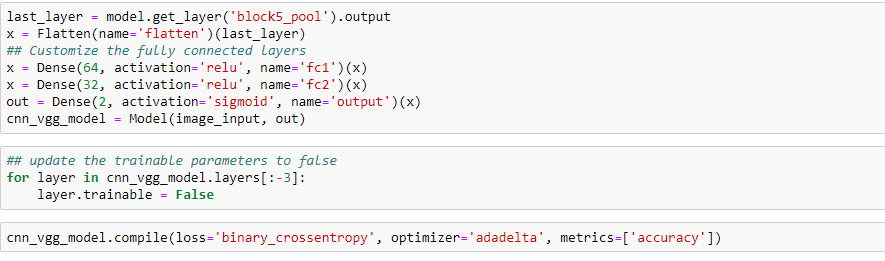 last_layer = model.get_layer('block5_pool').output
x = Flatten(name='flatten')(last_layer)
## Customize the fully connected layers
x = Dense(64, activation='relu', name='fc1')(x)
x = Dense(32, activation='relu', name='fc2')(x)
out = Dense(2, activation='sigmoid', name='output')(x)
cnn_vgg_model = Model(image_input, out)
## update the trainable parameters to false
for layer in cnn_vgg_model.layers[:-3]:
    layer.trainable = False
cnn_vgg_model.compile(loss='binary_crossentropy', optimizer='adadelta', metrics=['accuracy'])